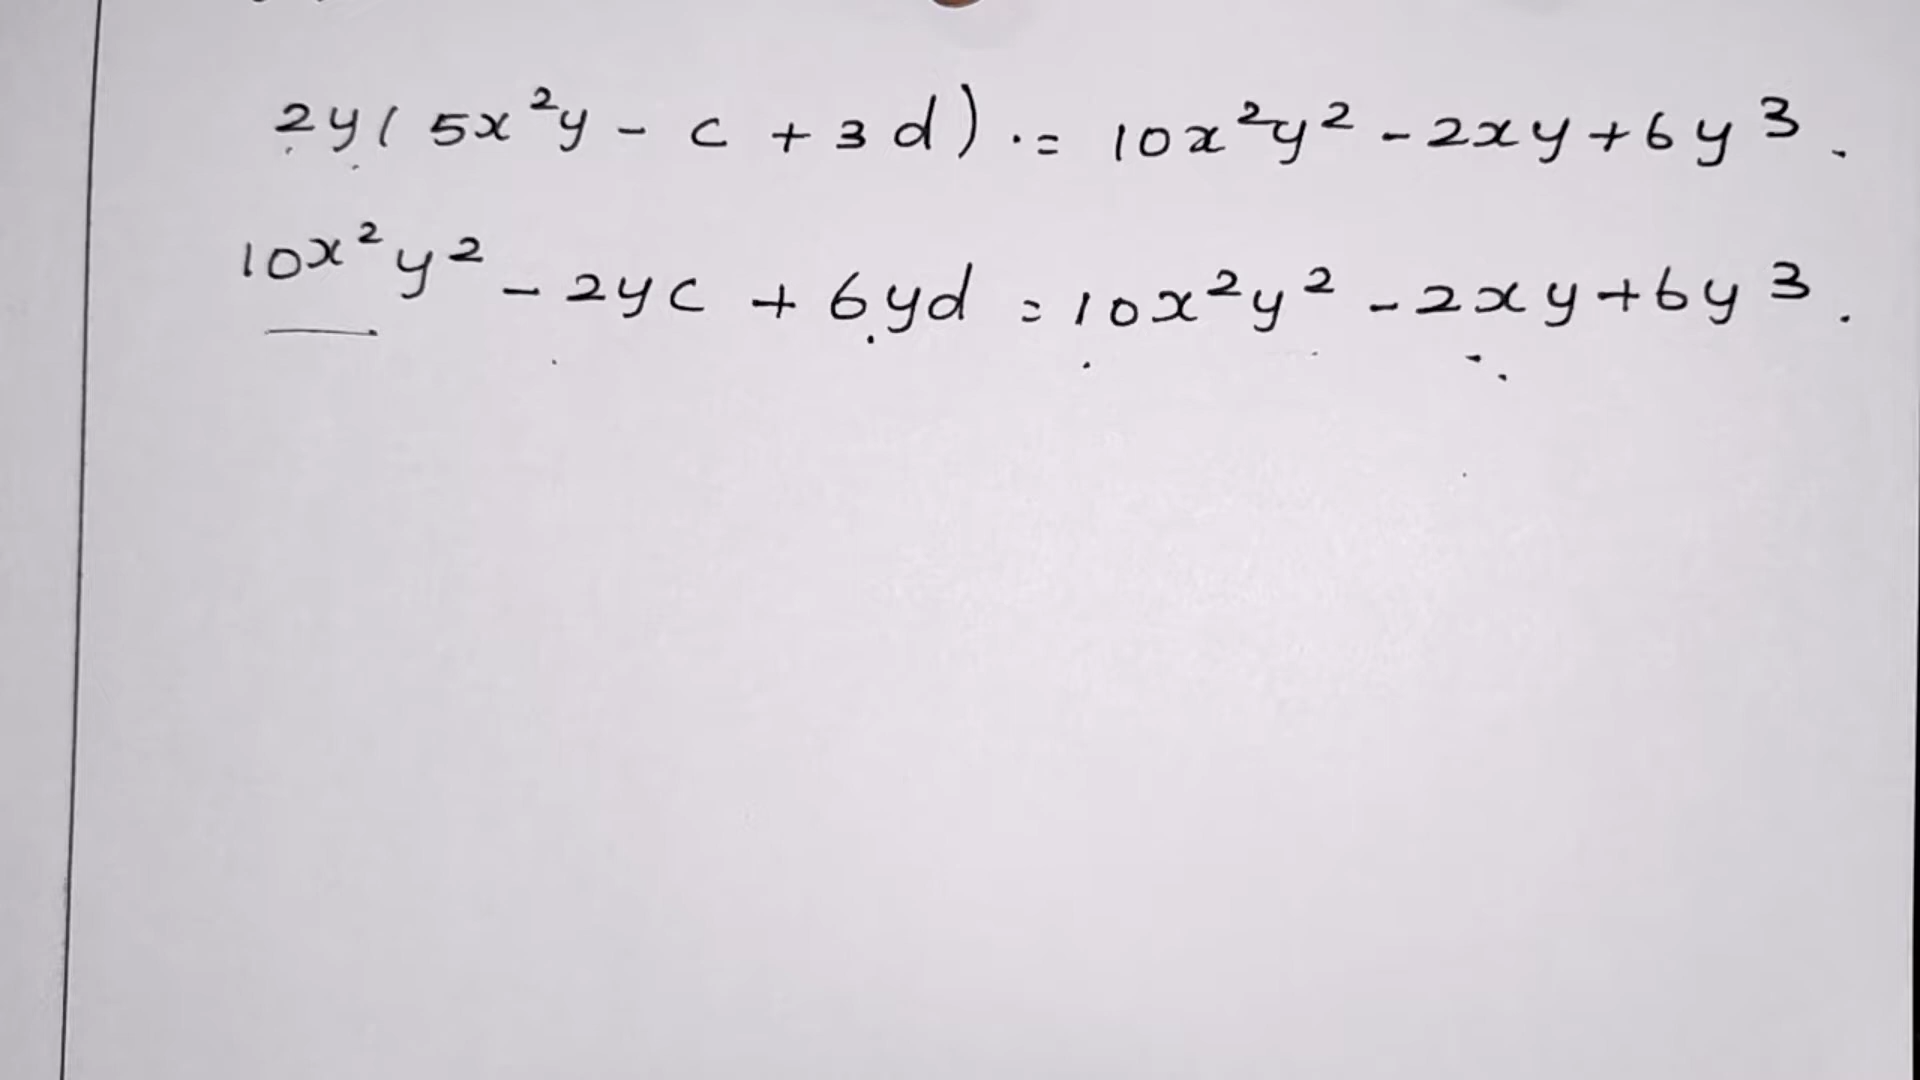 2y(5x²y - c + 3d) .= 10x²y² - 2xy + 6y³.
10x²y² - 2yc + 6yd = 10x²y² - 2xy + 6y³.